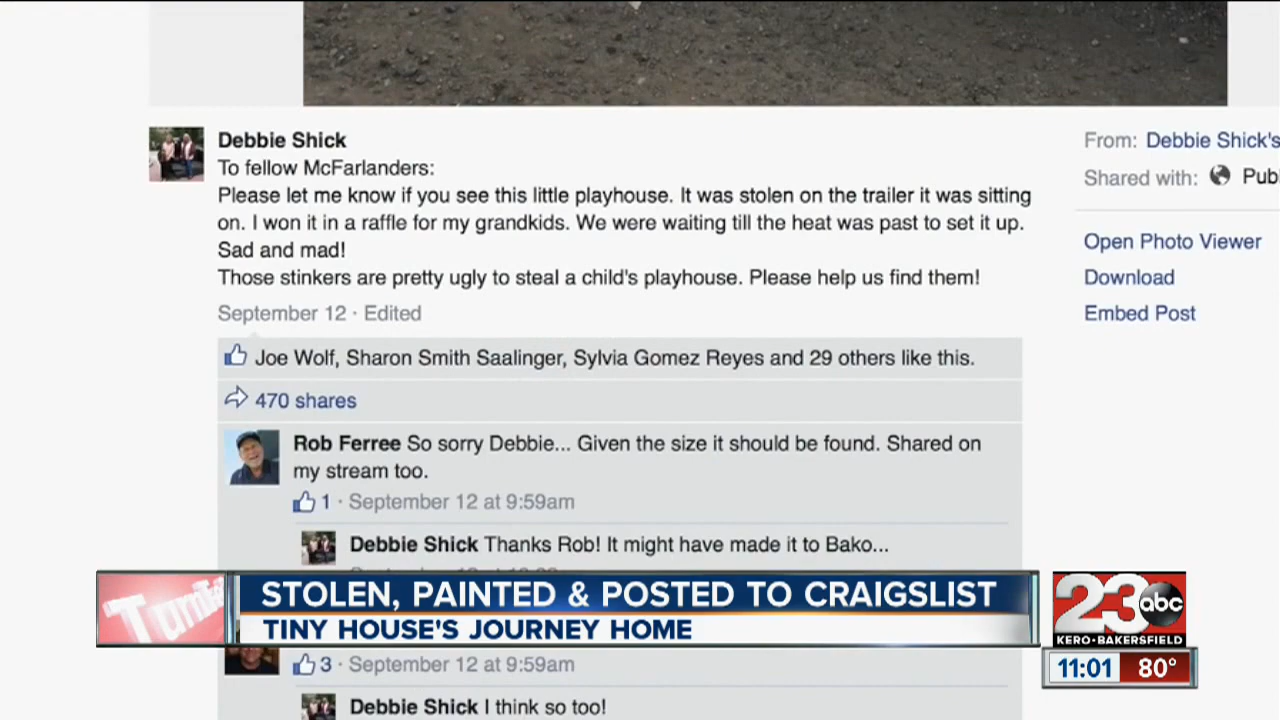 Debbie Shick
To fellow McFarlanders:
Please let me know if you see this little playhouse. It was stolen on the trailer it was sitting
on. I won it in a raffle for my grandkids. We were waiting till the heat was past to set it up.
Sad and mad!
Those stinkers are pretty ugly to steal a child's playhouse. Please help us find them!
September 12 · Edited
Joe Wolf, Sharon Smith Saalinger, Sylvia Gomez Reyes and 29 others like this.
470 shares
Rob Ferree So sorry Debbie... Given the size it should be found. Shared on
my stream too.
1 · September 12 at 9:59am
Debbie Shick Thanks Rob! It might have made it to Bako...
3 · September 12 at 9:59am
Debbie Shick I think so too!
From: Debbie Shick's
Shared with: Publ
Open Photo Viewer
Download
Embed Post
STOLEN, PAINTED & POSTED TO CRAIGSLIST
TINY HOUSE'S JOURNEY HOME
23 abc
KERO·BAKERSFIELD
11:01 80°